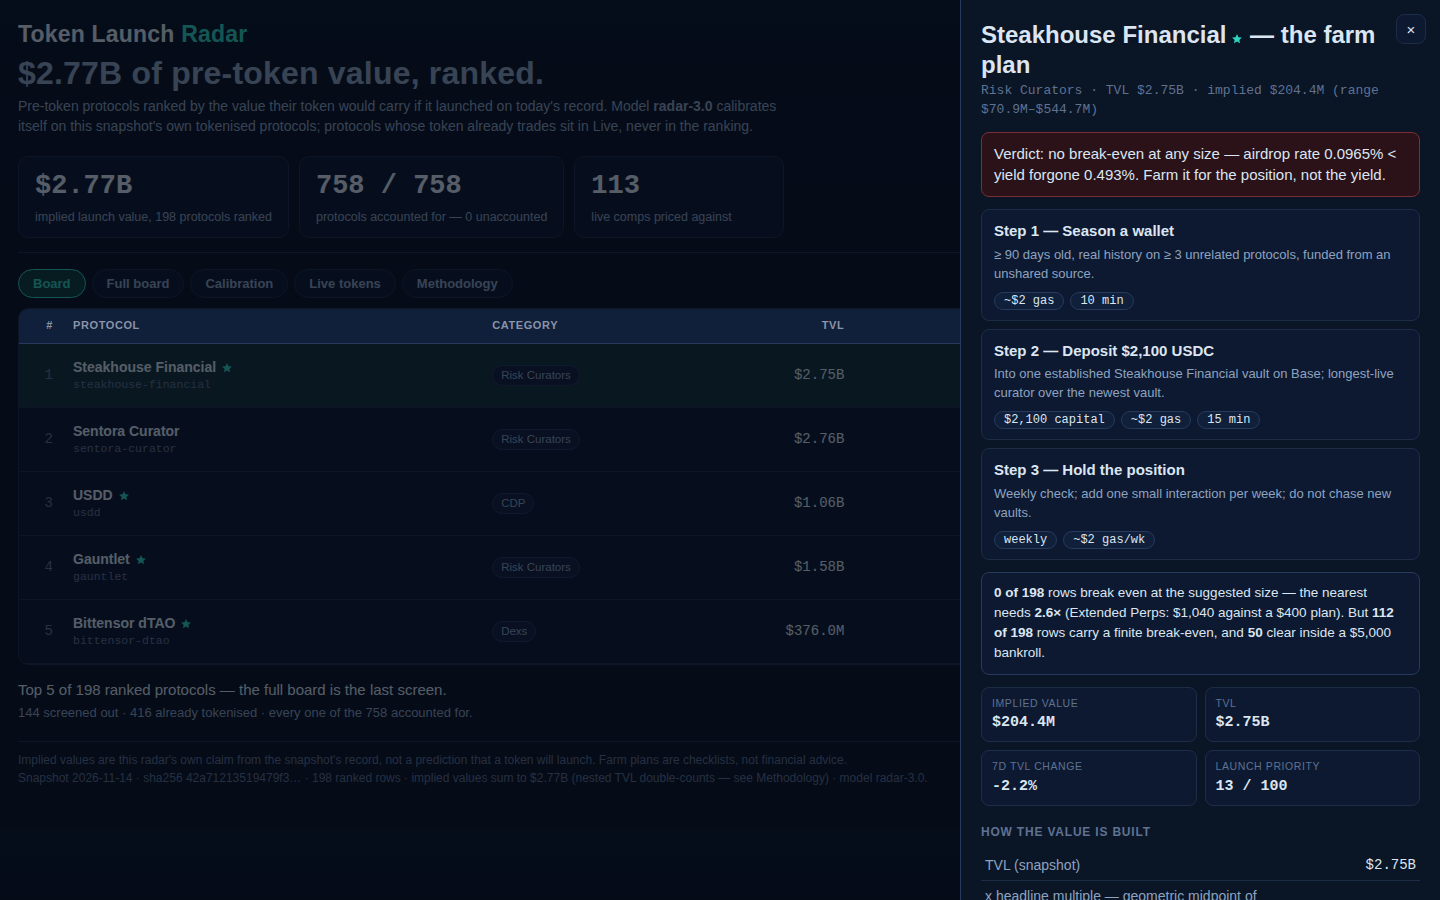 Token Launch Radar
$2.77B of pre-token value, ranked.
Pre-token protocols ranked by the value their token would carry if it launched on today's record. Model radar-3.0 calibrates
itself on this snapshot's own tokenised protocols; protocols whose token already trades sit in Live, never in the ranking.
$2.77B
implied launch value, 198 protocols ranked
758 / 758
protocols accounted for — 0 unaccounted
113
live comps priced against
Board
Full board
Calibration
Live tokens
Methodology
# PROTOCOL CATEGORY TVL
1 Steakhouse Financial ★ Risk Curators $2.75B
steakhouse-financial
2 Sentora Curator Risk Curators $2.76B
sentora-curator
3 USDD ★ CDP $1.06B
usdd
4 Gauntlet ★ Risk Curators $1.58B
gauntlet
5 Bittensor dTAO ★ Dexs $376.0M
bittensor-dtao
Top 5 of 198 ranked protocols — the full board is the last screen.
144 screened out · 416 already tokenised · every one of the 758 accounted for.
Implied values are this radar's own claim from the snapshot's record, not a prediction that a token will launch. Farm plans are checklists, not financial advice.
Snapshot 2026-11-14 · sha256 42a71213519479f3… · 198 ranked rows · implied values sum to $2.77B (nested TVL double-counts — see Methodology) · model radar-3.0.
Steakhouse Financial ★ — the farm
plan
×
Risk Curators · TVL $2.75B · implied $204.4M (range
$70.9M–$544.7M)
Verdict: no break-even at any size — airdrop rate 0.0965% <
yield forgone 0.493%. Farm it for the position, not the yield.
Step 1 — Season a wallet
≥ 90 days old, real history on ≥ 3 unrelated protocols, funded from an
unshared source.
~$2 gas
10 min
Step 2 — Deposit $2,100 USDC
Into one established Steakhouse Financial vault on Base; longest-live
curator over the newest vault.
$2,100 capital
~$2 gas
15 min
Step 3 — Hold the position
Weekly check; add one small interaction per week; do not chase new
vaults.
weekly
~$2 gas/wk
0 of 198 rows break even at the suggested size — the nearest
needs 2.6× (Extended Perps: $1,040 against a $400 plan). But 112
of 198 rows carry a finite break-even, and 50 clear inside a $5,000
bankroll.
IMPLIED VALUE
$204.4M
TVL
$2.75B
7D TVL CHANGE
-2.2%
LAUNCH PRIORITY
13 / 100
HOW THE VALUE IS BUILT
TVL (snapshot) $2.75B
x headline multiple — geometric midpoint of